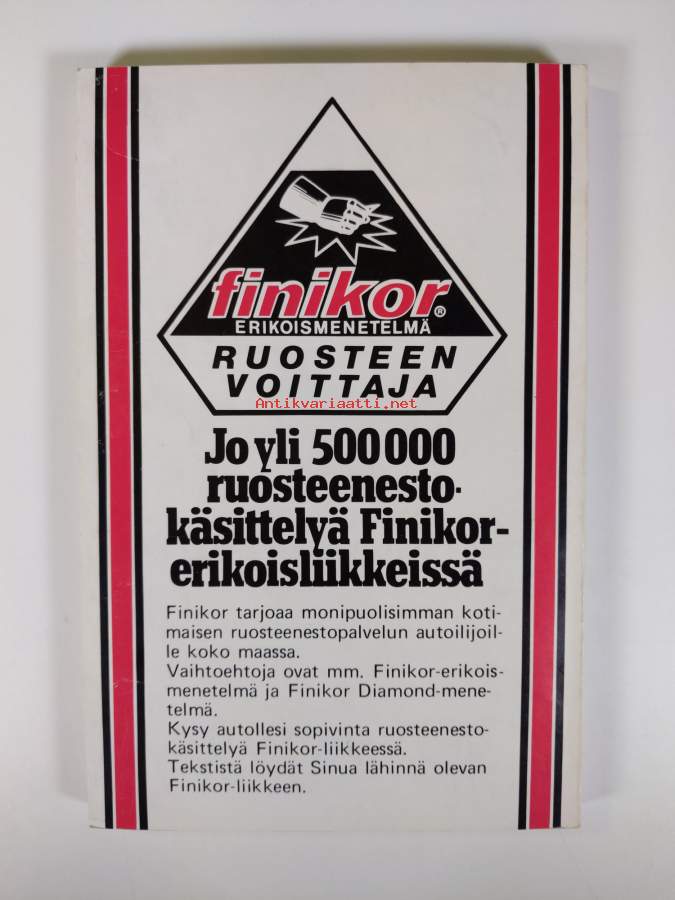 finikor®
ERIKOISMENETELMÄ
RUOSTEEN
VOITTAJA
Antikvariaatti.net
Jo yli 500 000
ruosteenesto-
käsittelyä Finikor-
erikoisliikkeissä
Finikor tarjoaa monipuolisimman koti-
maisen ruosteenestopalvelun autoilijoil-
le koko maassa.
Vaihtoehtoja ovat mm. Finikor-erikois-
menetelmä ja Finikor Diamond-mene-
telmä.
Kysy autollesi sopivinta ruosteenesto-
käsittelyä Finikor-liikkeessä.
Tekstistä löydät Sinua lähinnä olevan
Finikor-liikkeen.